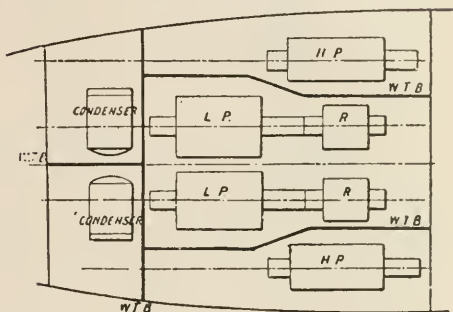 H P
W T B
CONDENSER
L P.
R
W T B
L P
R
CONDENSER
W T B
H P
W T B